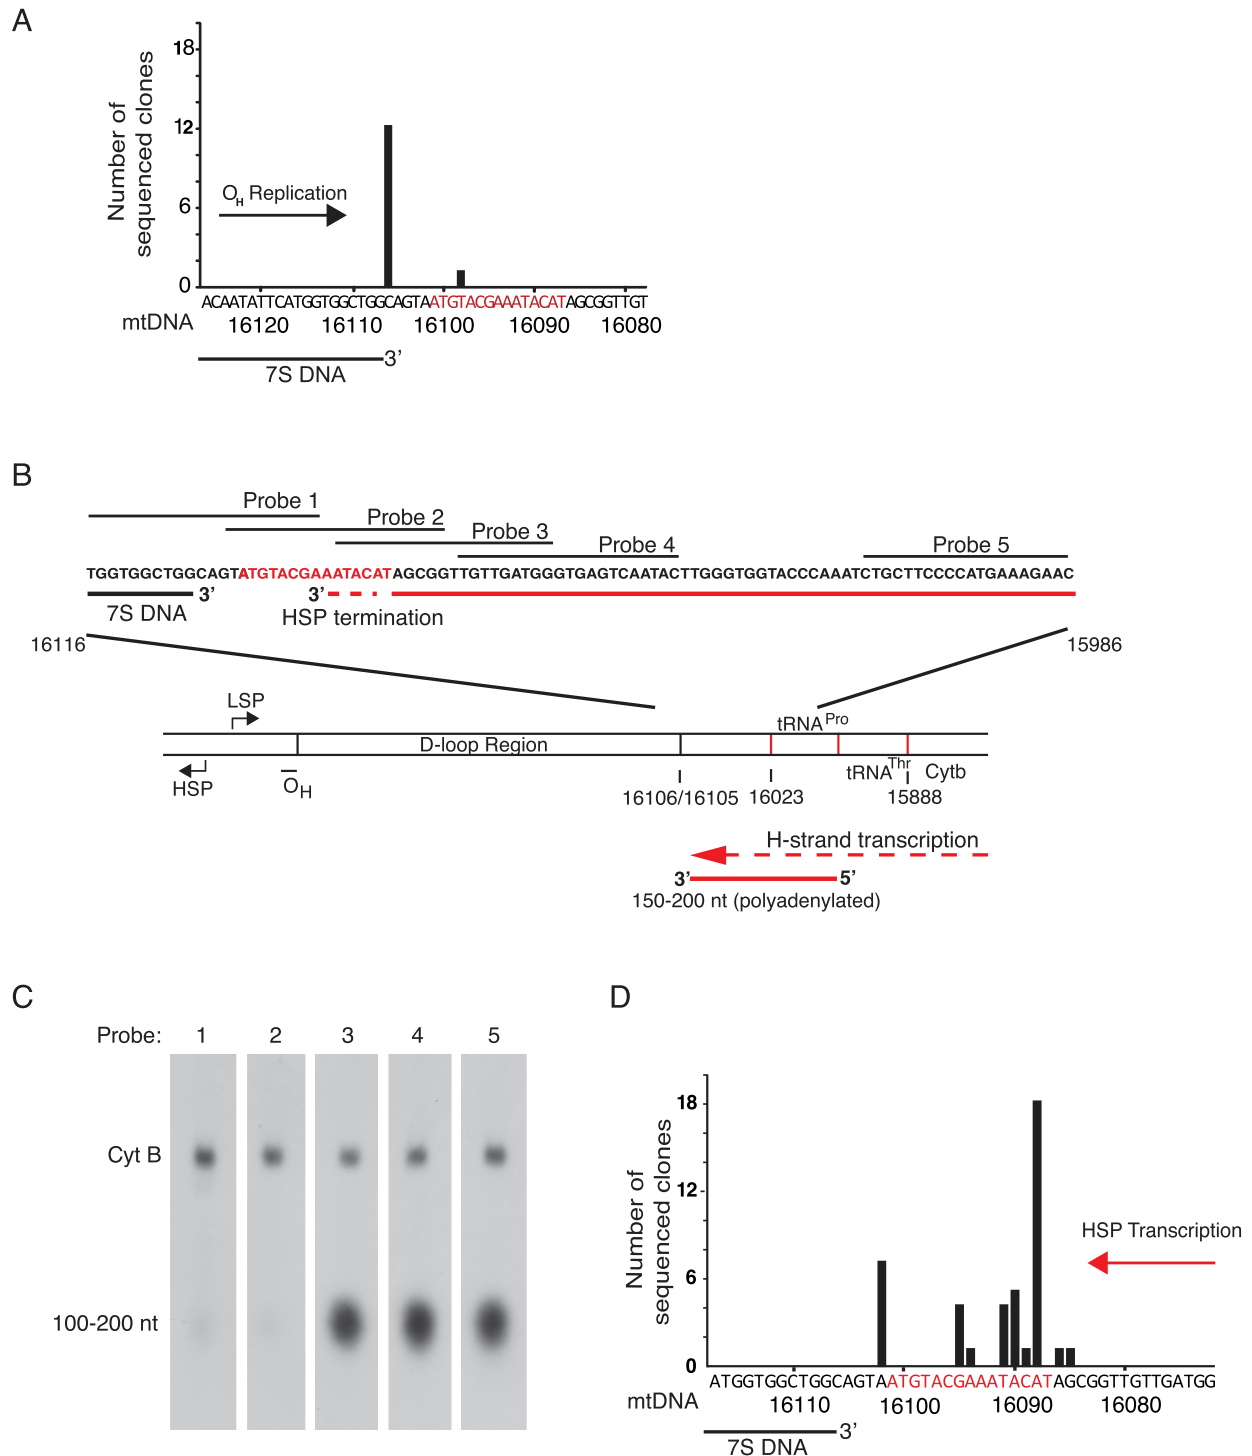 A
Number of
sequenced clones
18
12
6
0
OH Replication
ACAATATTCATGGTGGCTGGCAGTAATGTACGAAATACATAGCGGTTGT
mtDNA
16120 16110 16100 16090 16080
3’
7S DNA
B
Probe 1
Probe 2
Probe 3
Probe 4 Probe 5
TGGTGGCTGGCAGTATGTACGAAATACATAGCGGTTGTTGATGGGTGAGTCAATACTTGGGTGGTACCCAAATCTGCTTCCCCATGAAAGAAC
3’ 3’
7S DNA HSP termination
16116 15986
LSP
tRNAPro
D-loop Region
HSP OH tRNAThr Cytb
16106/16105 16023 15888
H-strand transcription
3’ 5’
150-200 nt (polyadenylated)
C
Probe: 1 2 3 4 5
Cyt B
100-200 nt
D
Number of
sequenced clones
18
12
6
0
HSP Transcription
ATGGTGGCTGGCAGTAATGTACGAAATACATAGCGGTTGTTGATGG
mtDNA
16110 16100 16090 16080
3’
7S DNA